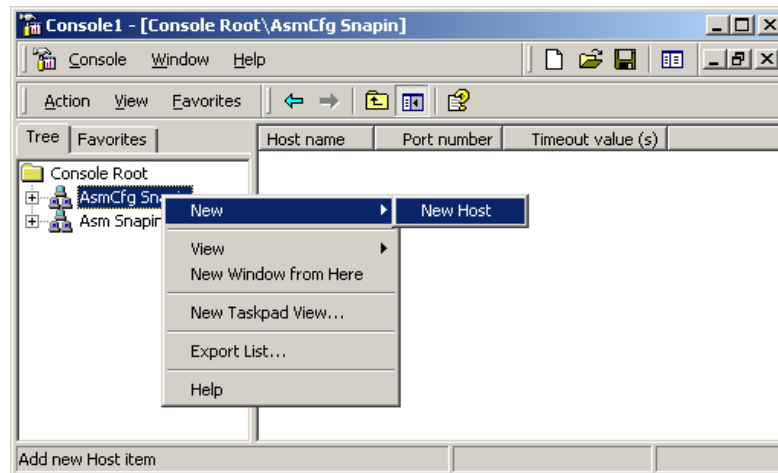 Console1 - [Console Root\AsmCfg Snapin]
Console Window Help
Action View Favorites
Tree Favorites
Host name Port number Timeout value (s)
Console Root
AsmCfg Sn
Asm Snapin
New
New Host
View
New Window from Here
New Taskpad View...
Export List...
Help
Add new Host item